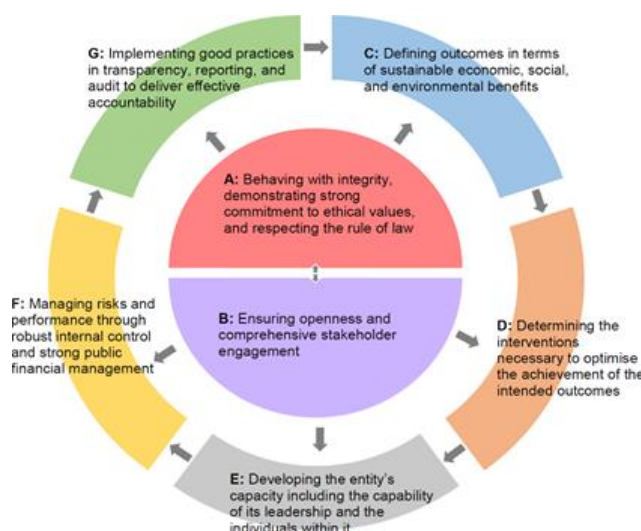 G: Implementing good practices
in transparency, reporting, and
audit to deliver effective
accountability
C: Defining outcomes in terms
of sustainable economic, social,
and environmental benefits
A: Behaving with integrity,
demonstrating strong
commitment to ethical values,
and respecting the rule of law
B: Ensuring openness and
comprehensive stakeholder
engagement
F: Managing risks and
performance through
robust internal control
and strong public
financial management
D: Determining the
interventions
necessary to optimise
the achievement of the
intended outcomes
E: Developing the entity's
capacity including the capability
of its leadership and the
individuals within it